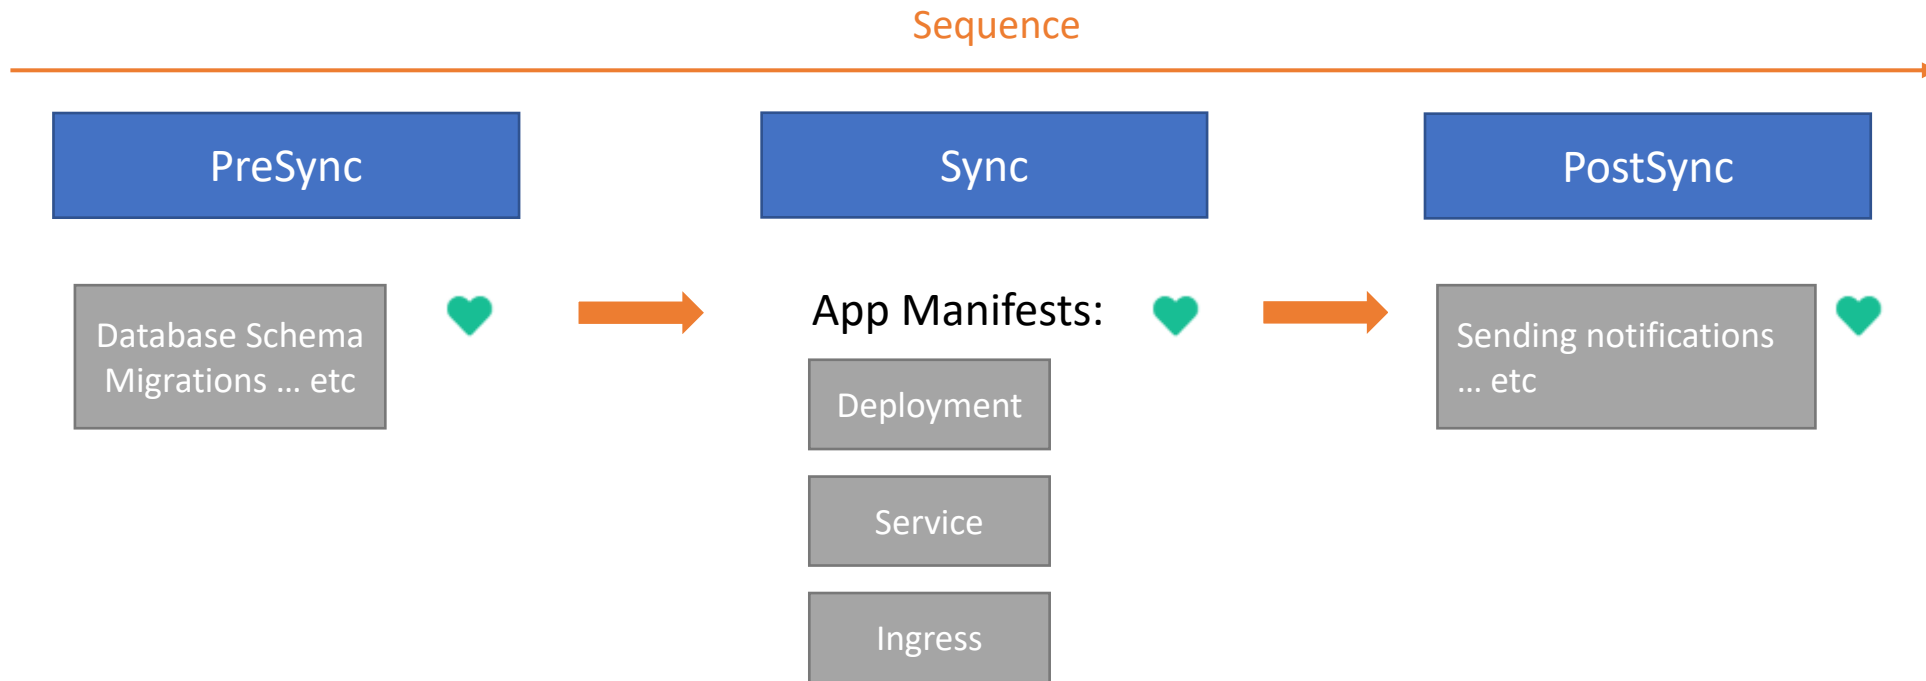 Sequence
PreSync
Sync
PostSync
Database Schema
Migrations ... etc
App Manifests:
Deployment
Service
Ingress
Sending notifications
... etc